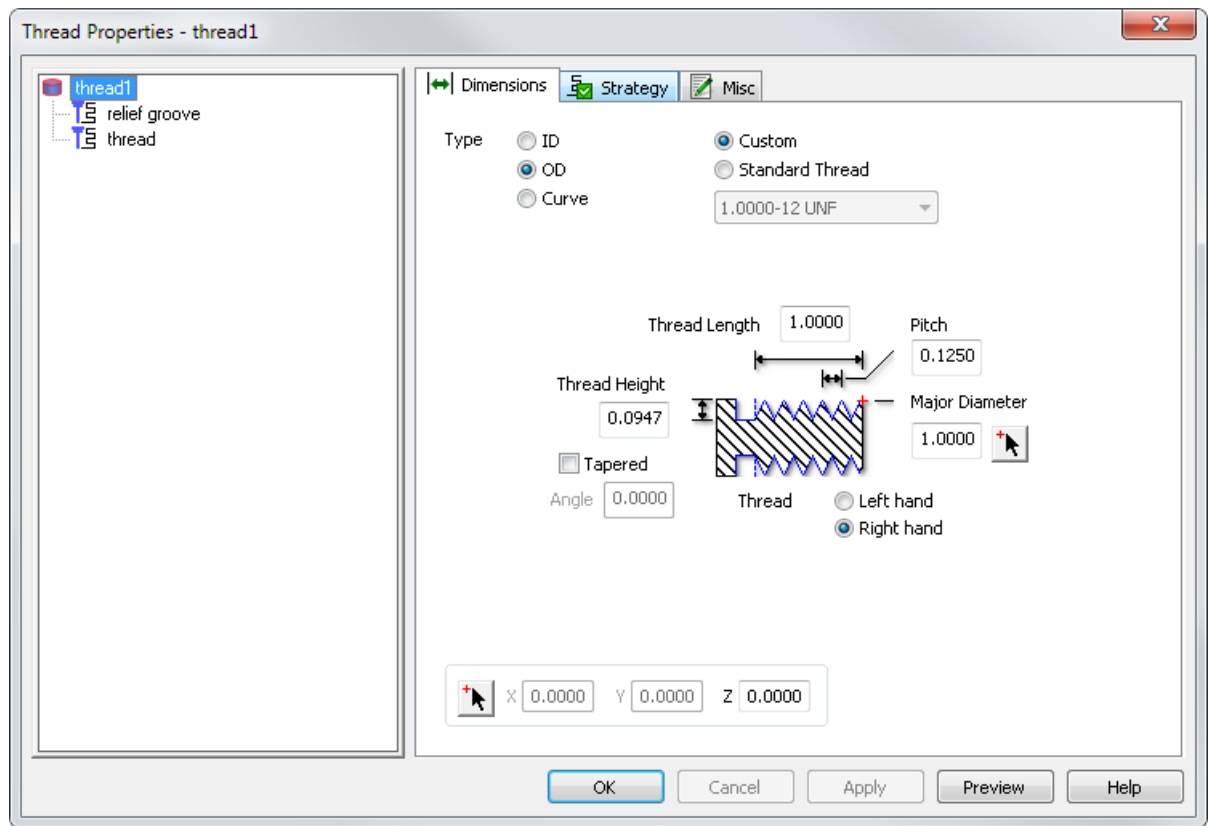 Thread Properties - thread1
thread1
relief groove
thread
Dimensions Strategy Misc
Type ID Custom
OD Standard Thread
Curve 1.0000-12 UNF
Thread Length 1.0000 Pitch
0.1250
Thread Height
0.0947
Major Diameter
1.0000
Tapered
Angle 0.0000 Thread Left hand
Right hand
X 0.0000 Y 0.0000 Z 0.0000
OK Cancel Apply Preview Help